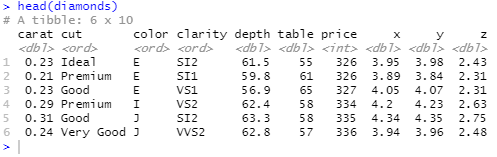 > head(diamonds)
# A tibble: 6 x 10
  carat cut       color clarity depth table price     x     y     z
  <dbl> <ord>     <ord> <ord>   <dbl> <dbl> <int> <dbl> <dbl> <dbl>
1  0.23 Ideal     E     SI2      61.5    55   326  3.95  3.98  2.43
2  0.21 Premium   E     SI1      59.8    61   326  3.89  3.84  2.31
3  0.23 Good      E     VS1      56.9    65   327  4.05  4.07  2.31
4  0.29 Premium   I     VS2      62.4    58   334  4.2   4.23  2.63
5  0.31 Good      J     SI2      63.3    58   335  4.34  4.35  2.75
6  0.24 Very Good J     VVS2     62.8    57   336  3.94  3.96  2.48
>